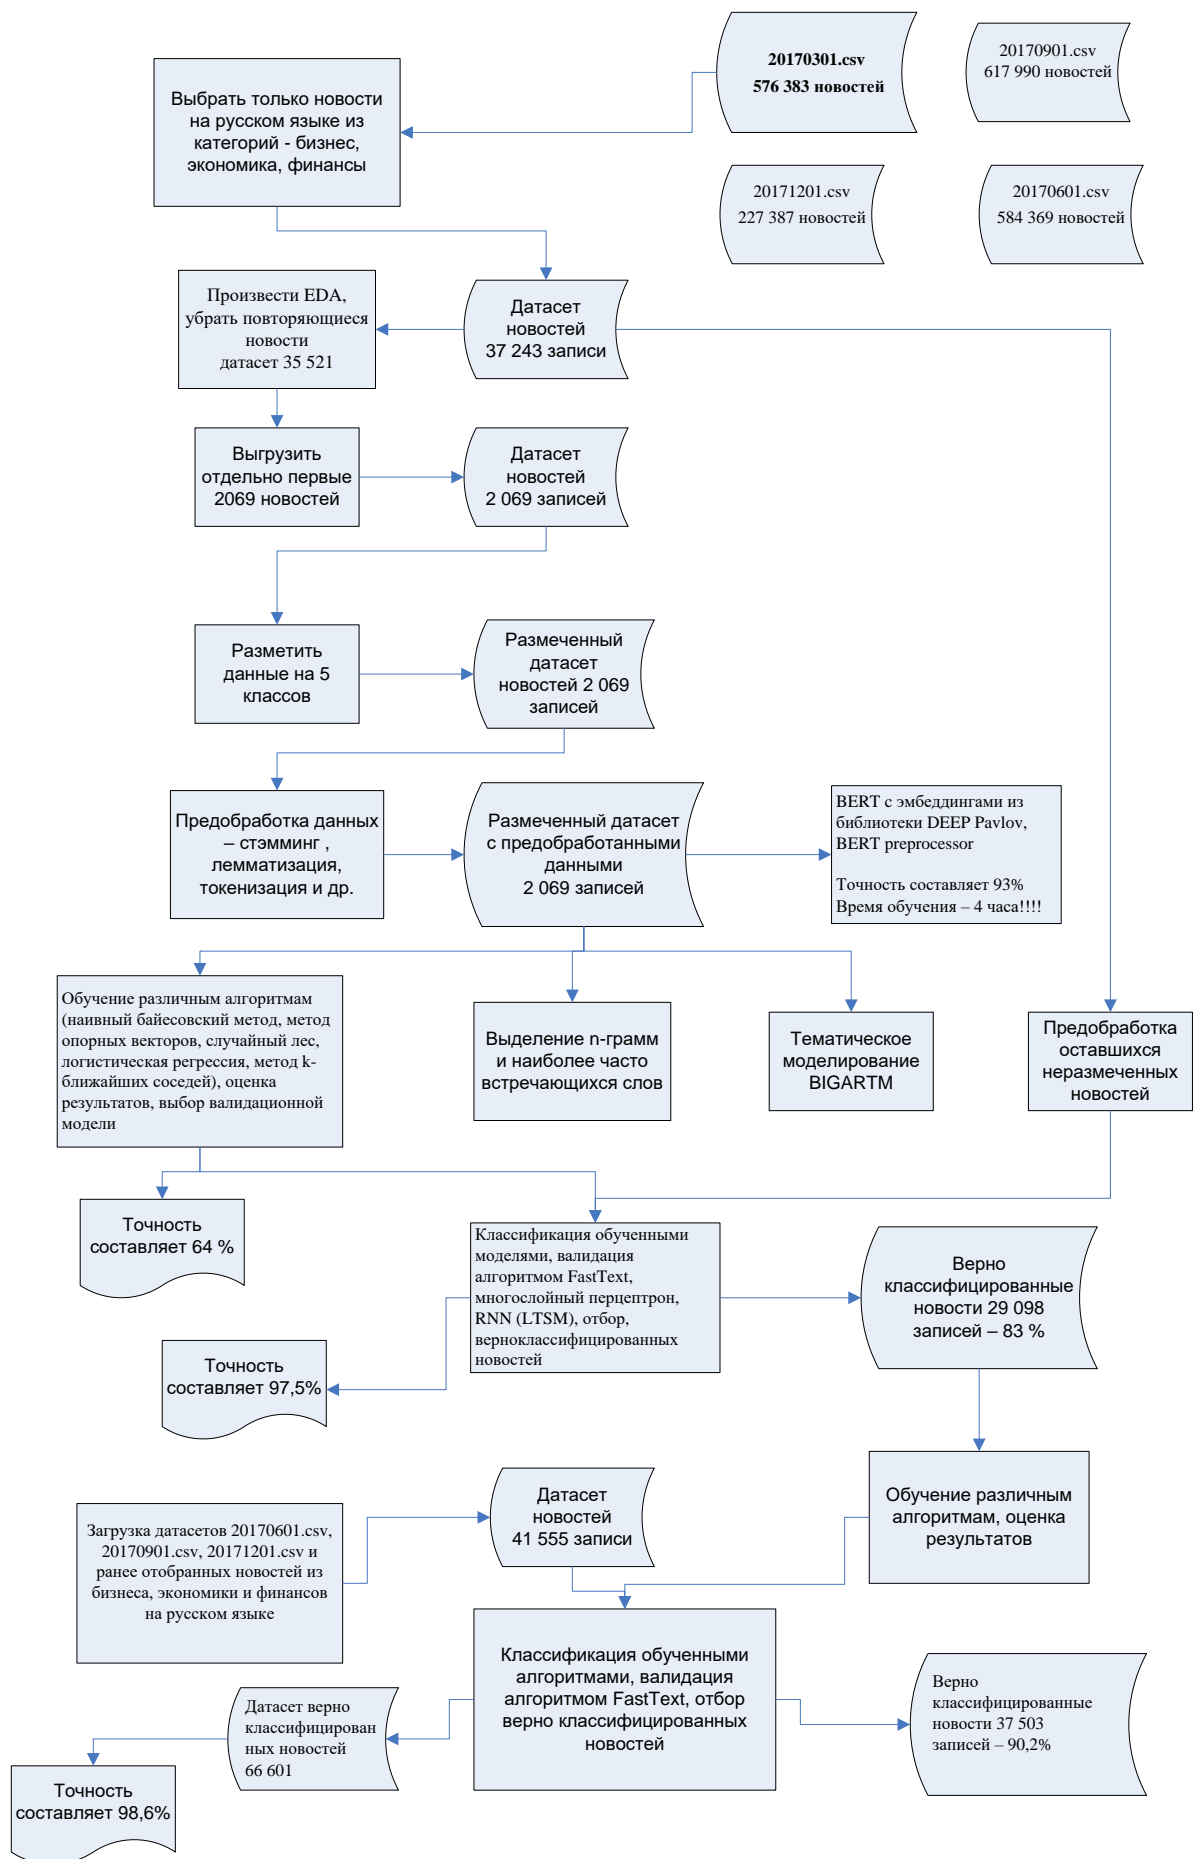 20170301.csv
576 383 новостей
20170901.csv
617 990 новостей
Выбрать только новости
на русском языке из
категорий - бизнес,
экономика, финансы
20171201.csv
227 387 новостей
20170601.csv
584 369 новостей
Произвести EDA,
убрать повторяющиеся
новости
датасет 35 521
Датасет
новостей
37 243 записи
Выгрузить
отдельно первые
2069 новостей
Датасет
новостей
2 069 записей
Разметить
данные на 5
классов
Размеченный
датасет
новостей 2 069
записей
Предобработка данных
– стэмминг ,
лемматизация,
токенизация и др.
Размеченный датасет
с предобработанными
данными
2 069 записей
BERT с эмбеддингами из
библиотеки DEEP Pavlov,
BERT preprocessor
Точность составляет 93%
Время обучения – 4 часа!!!!
Обучение различным алгоритмам
(наивный байесовский метод, метод
опорных векторов, случайный лес,
логистическая регрессия, метод k-
ближайших соседей), оценка
результатов, выбор валидационной
модели
Выделение n-грамм
и наиболее часто
встречающихся слов
Тематическое
моделирование
BIGARTM
Предобработка
оставшихся
неразмеченных
новостей
Точность
составляет 64 %
Классификация обученными
моделями, валидация
алгоритмом FastText,
многослойный перцептрон,
RNN (LTSM), отбор,
верноклассифицированных
новостей
Верно
классифицированные
новости 29 098
записей – 83 %
Точность
составляет 97,5%
Датасет
новостей
41 555 записи
Обучение различным
алгоритмам, оценка
результатов
Загрузка датасетов 20170601.csv,
20170901.csv, 20171201.csv и
ранее отобранных новостей из
бизнеса, экономики и финансов
на русском языке
Классификация обученными
алгоритмами, валидация
алгоритмом FastText, отбор
верно классифицированных
новостей
Верно
классифицированные
новости 37 503
записей – 90,2%
Датасет верно
классифицирован
ных новостей
66 601
Точность
составляет 98,6%